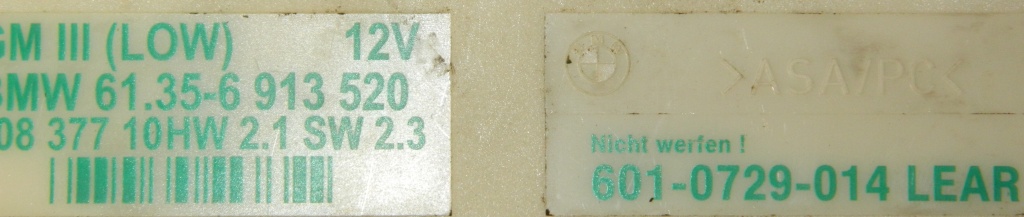 GM III (LOW) 12V
BMW 61.35-6 913 520
08 377 10HW 2.1 SW 2.3
>ASA/PC<
Nicht werfen !
601-0729-014 LEAR